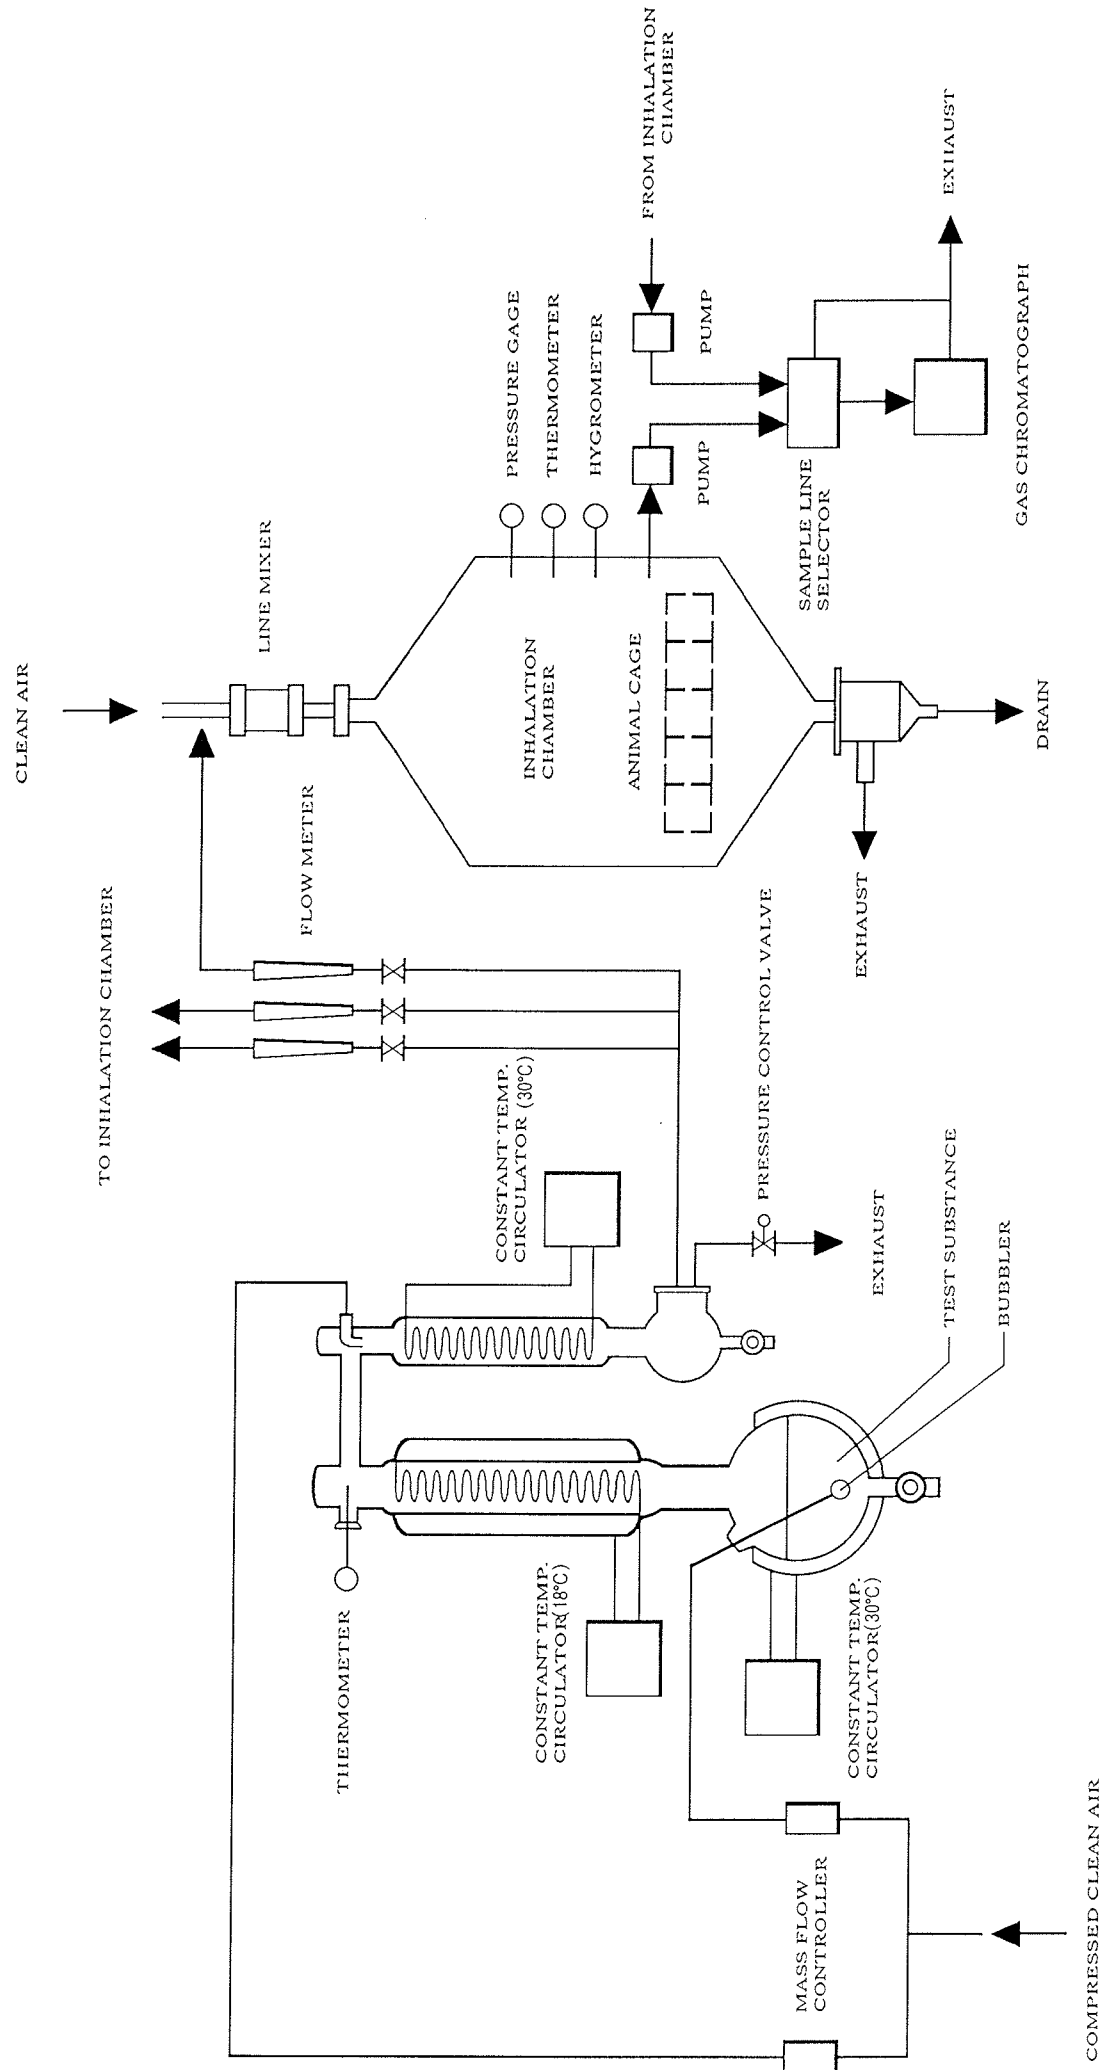 CLEAN AIR
TO INHALATION CHAMBER
FLOW METER
LINE MIXER
PRESSURE GAGE
THERMOMETER
HYGROMETER
FROM INHALATION
CHAMBER
PUMP
PUMP
INHALATION
CHAMBER
ANIMAL CAGE
SAMPLE LINE
SELECTOR
EXHAUST
GAS CHROMATOGRAPH
EXHAUST
DRAIN
THERMOMETER
CONSTANT TEMP.
CIRCULATOR(18°C)
CONSTANT TEMP.
CIRCULATOR (30°C)
PRESSURE CONTROL VALVE
EXHAUST
TEST SUBSTANCE
BUBBLER
CONSTANT TEMP.
CIRCULATOR(30°C)
MASS FLOW
CONTROLLER
COMPRESSED CLEAN AIR